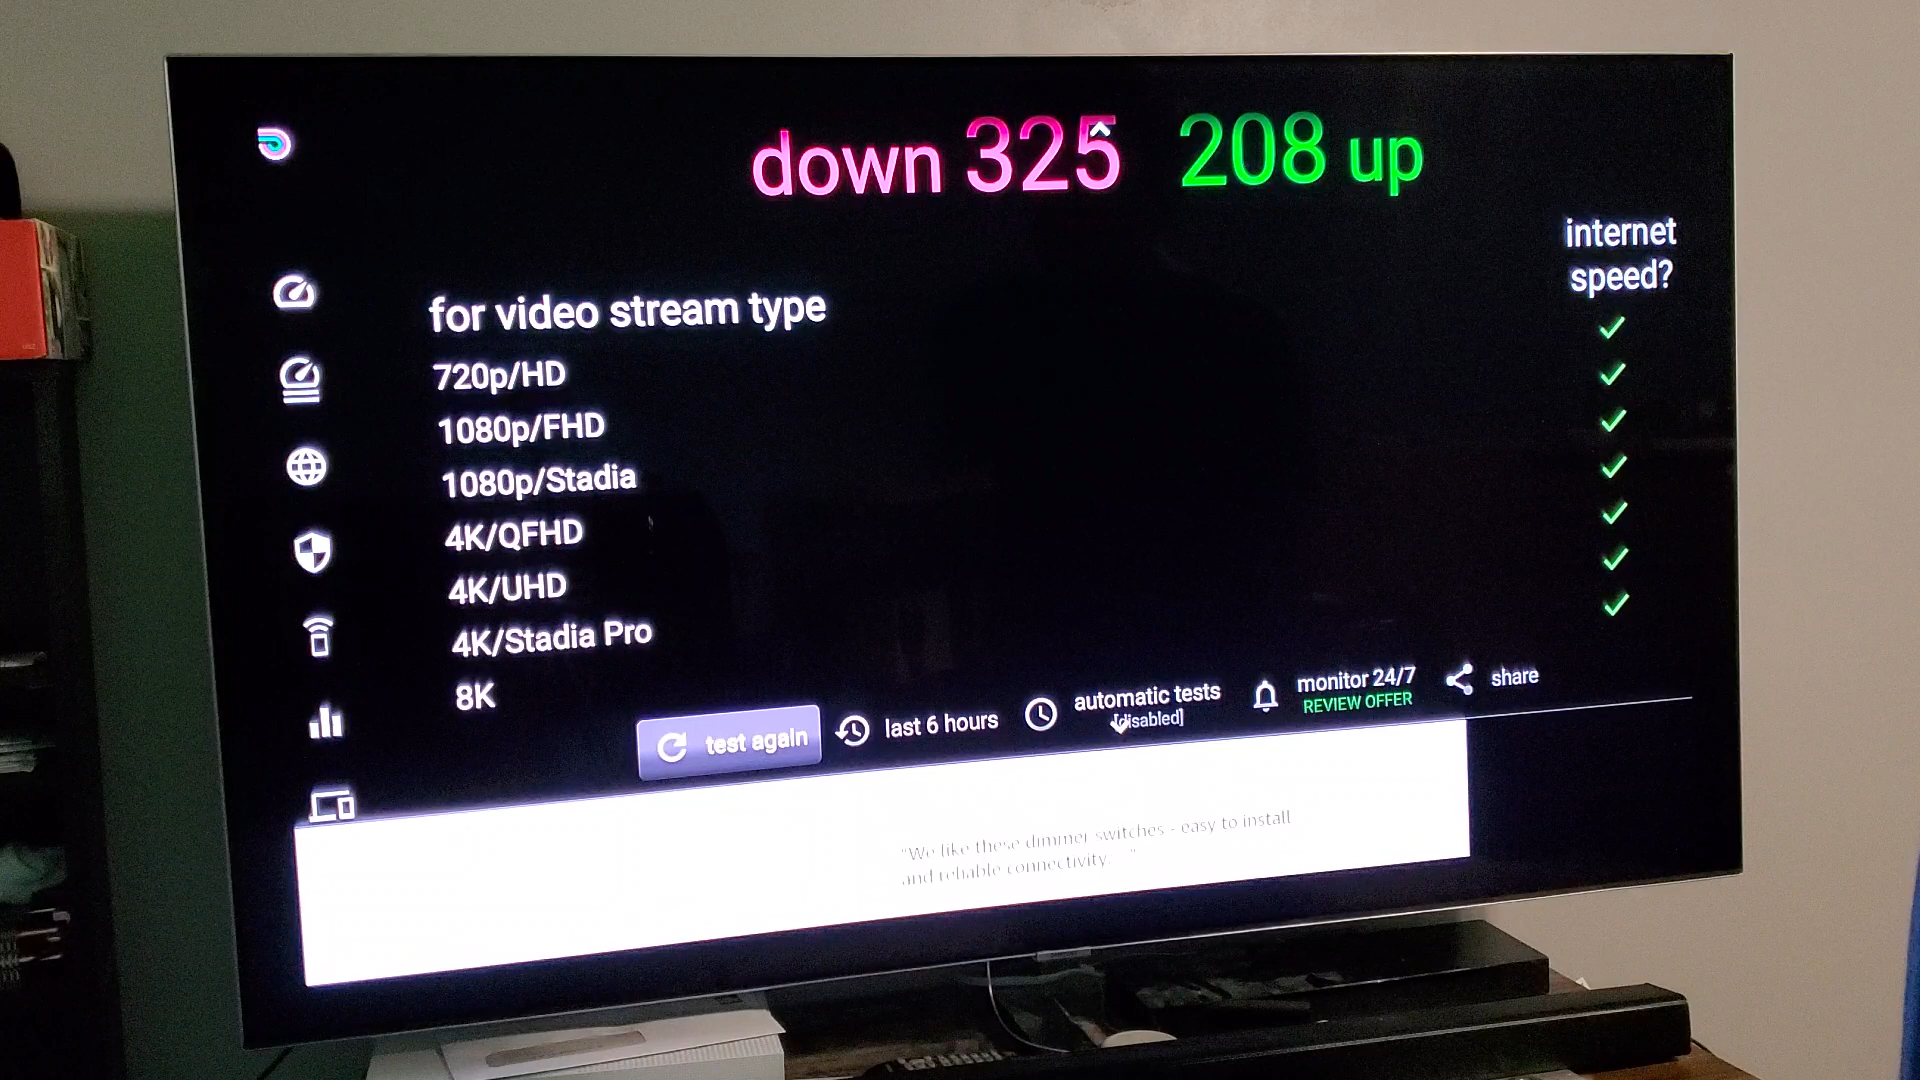 down 325 208 up
internet
speed?
for video stream type
720p/HD
1080p/FHD
1080p/Stadia
4K/QFHD
4K/UHD
4K/Stadia Pro
8K
test again
last 6 hours
automatic tests
[disabled]
monitor 24/7
REVIEW OFFER
share
"We like these dimmer switches - easy to install
and reliable connectivity. . ."